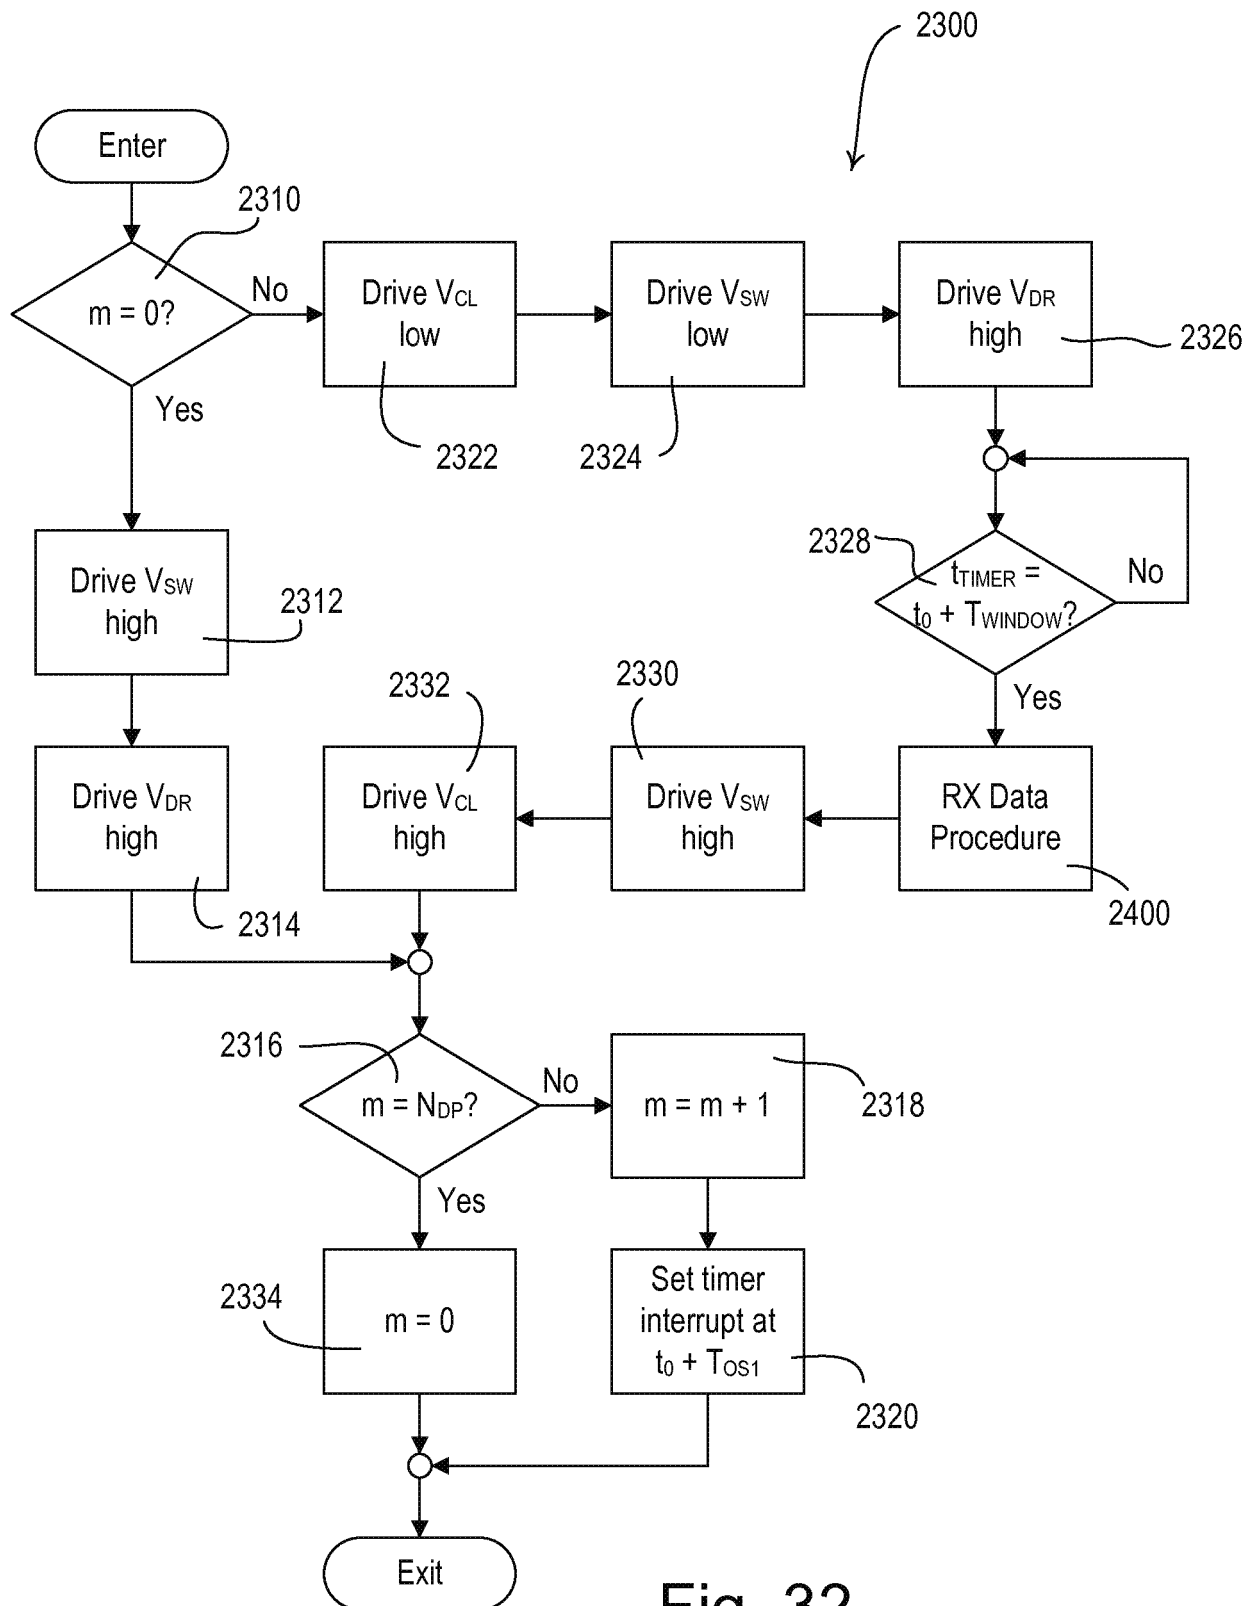 2300
Enter
2310
m = 0?
No
Yes
Drive VCL
low
2322
Drive VSW
low
2324
Drive VDR
high
2326
2328
tTIMER =
t0 + TWINDOW?
No
Yes
Drive VSW
high
2312
Drive VDR
high
2314
2332
Drive VCL
high
2330
Drive VSW
high
RX Data
Procedure
2400
2316
m = NDP?
No
Yes
m = m + 1
2318
2334
m = 0
Set timer
interrupt at
t0 + TOS1
2320
Exit
Fig. 32